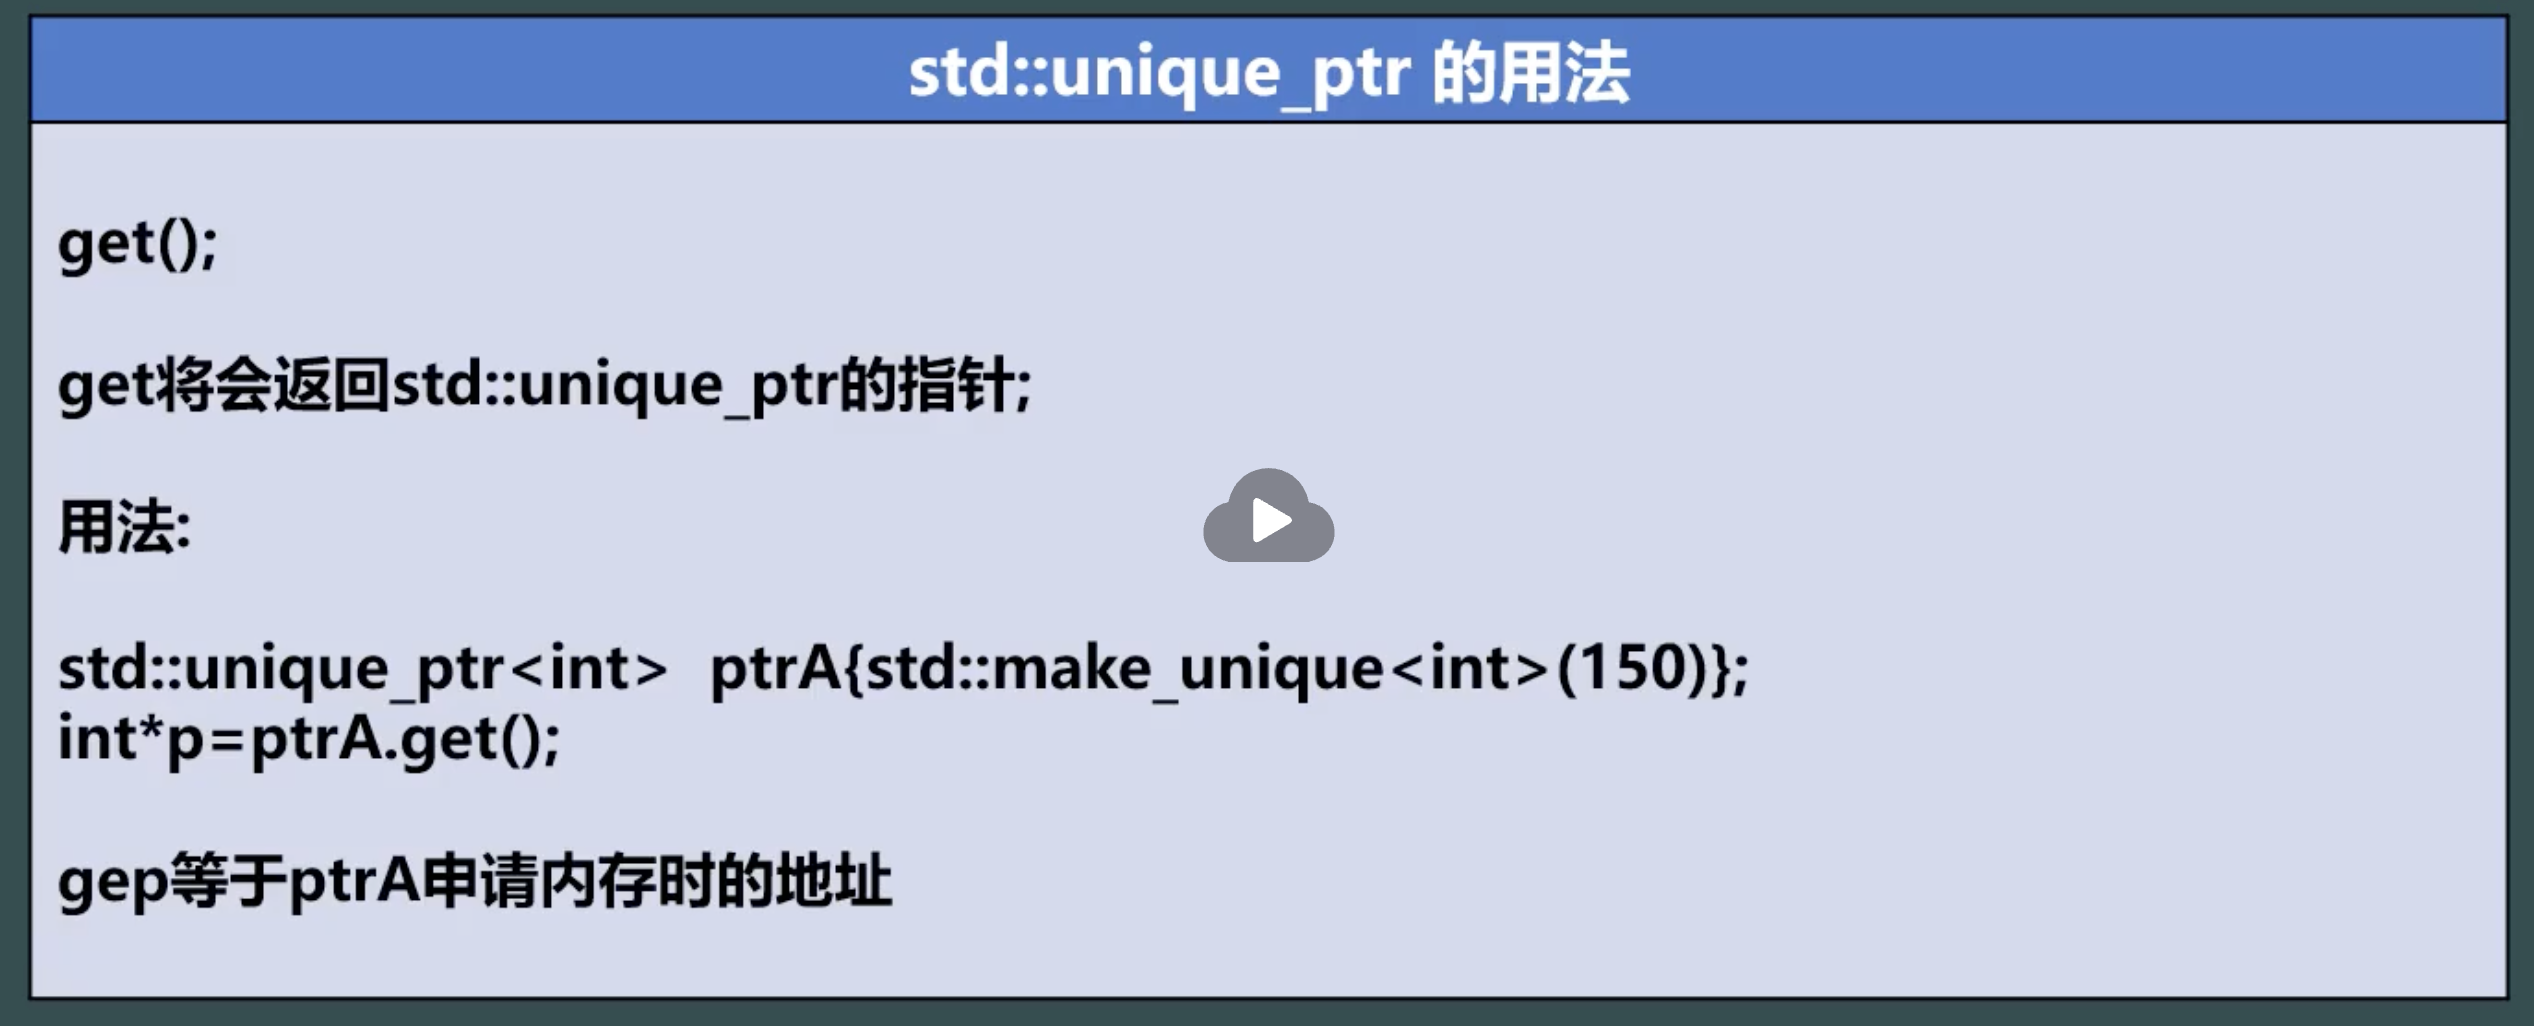 std::unique_ptr 的用法
get();
get将会返回std::unique_ptr的指针;
用法:
std::unique_ptr<int>  ptrA{std::make_unique<int>(150)};
int*p=ptrA.get();
gep等于ptrA申请内存时的地址